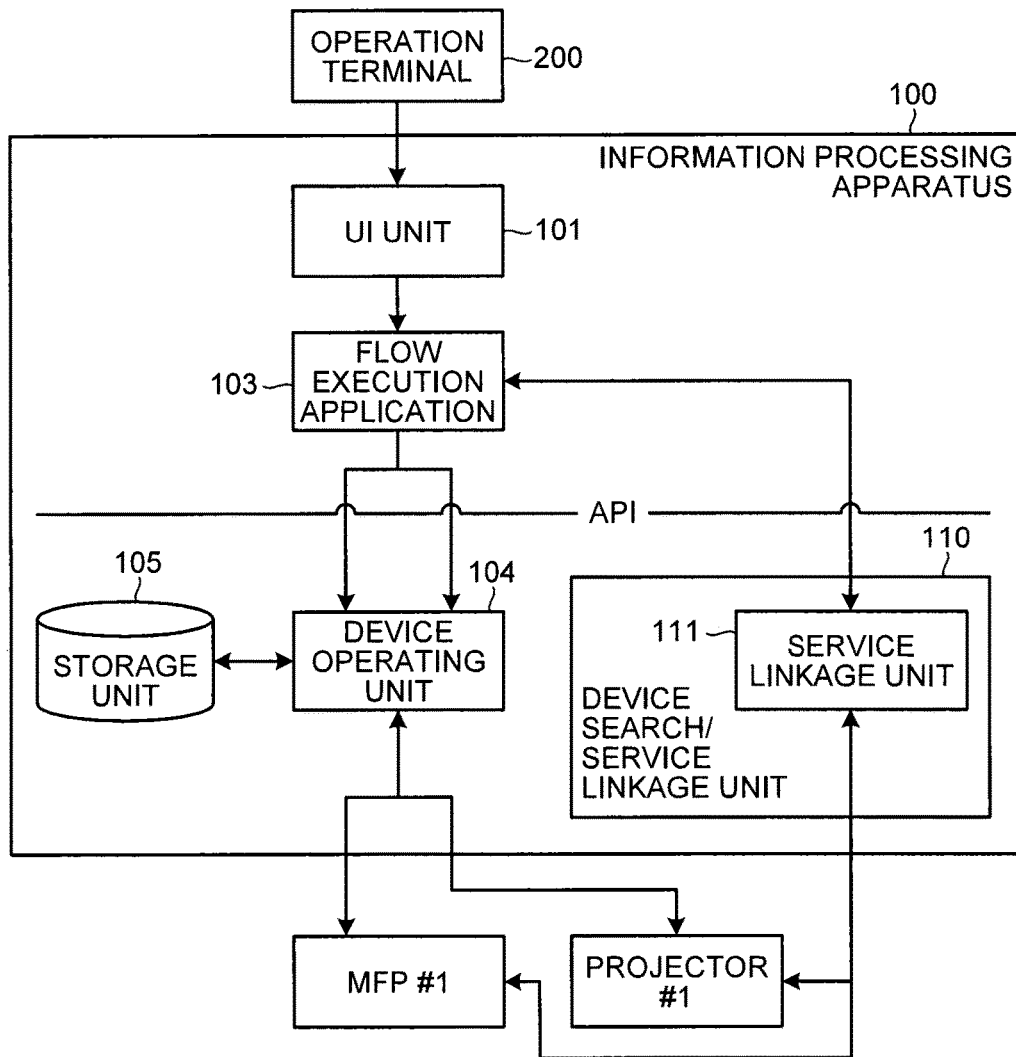 OPERATION
TERMINAL
200
100
INFORMATION PROCESSING
APPARATUS
UI UNIT
101
103
FLOW
EXECUTION
APPLICATION
API
105
STORAGE
UNIT
104
DEVICE
OPERATING
UNIT
110
111
SERVICE
LINKAGE UNIT
DEVICE
SEARCH/
SERVICE
LINKAGE UNIT
MFP #1
PROJECTOR
#1